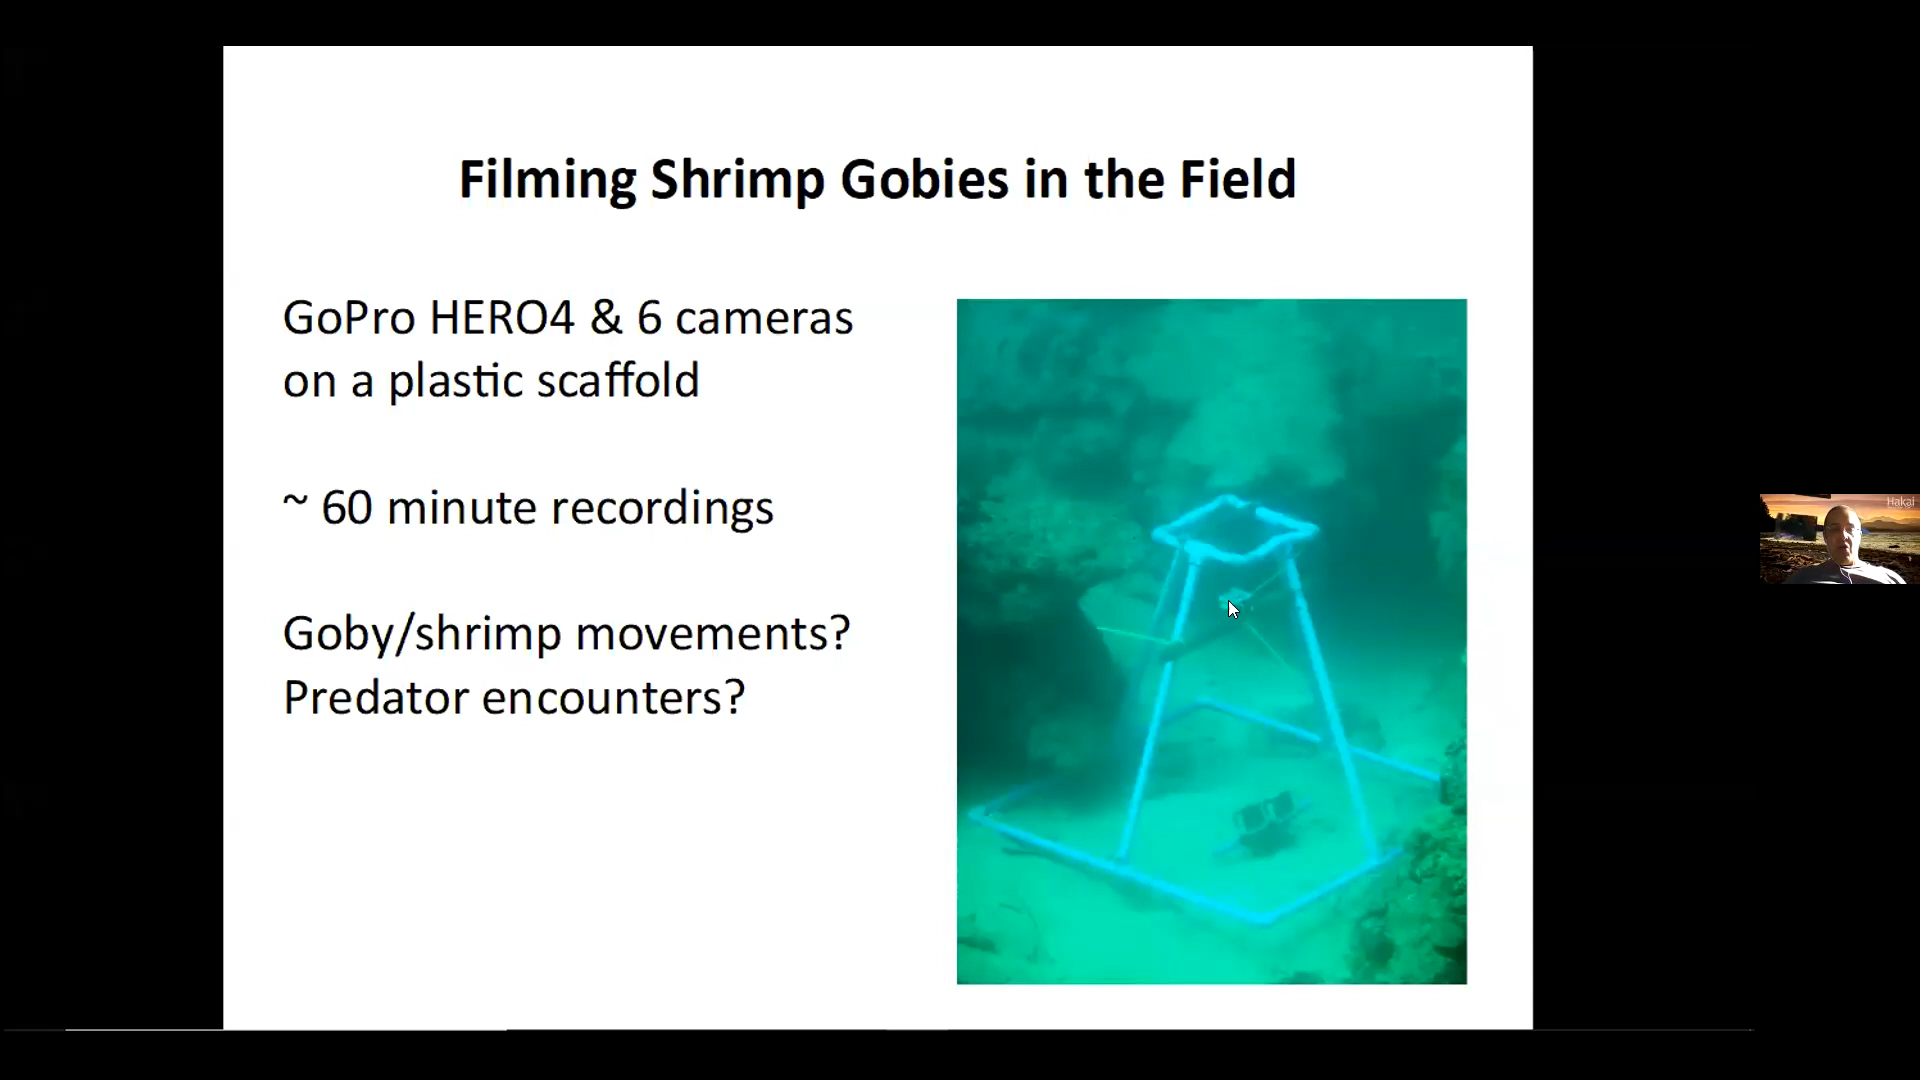 Filming Shrimp Gobies in the Field
GoPro HERO4 & 6 cameras
on a plastic scaffold
~ 60 minute recordings
Goby/shrimp movements?
Predator encounters?
Hakai